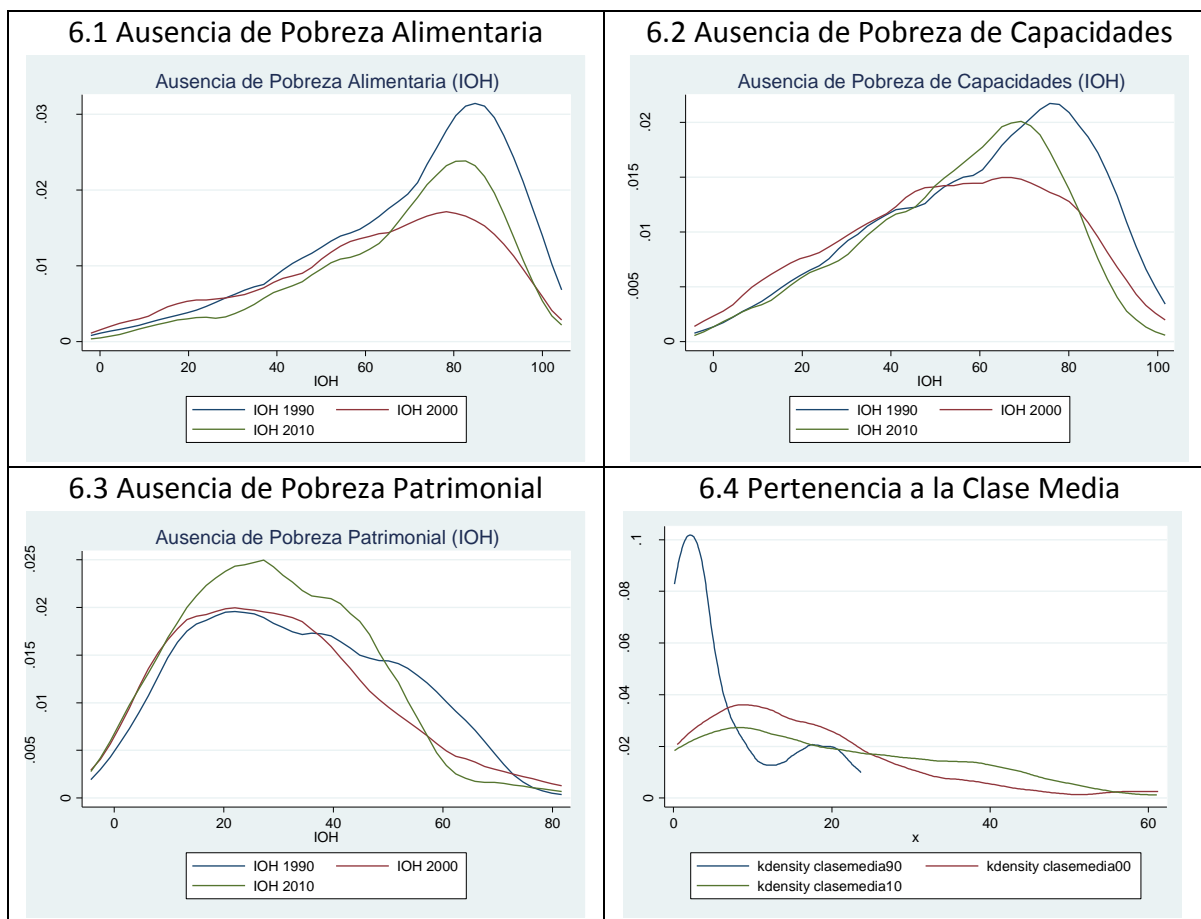 6.1 Ausencia de Pobreza Alimentaria
Ausencia de Pobreza Alimentaria (IOH)
.03
.02
.01
0
0 20 40 60 80 100
IOH
IOH 1990 IOH 2000
IOH 2010
6.2 Ausencia de Pobreza de Capacidades
Ausencia de Pobreza de Capacidades (IOH)
.02
.015
.01
.005
0
0 20 40 60 80 100
IOH
IOH 1990 IOH 2000
IOH 2010
6.3 Ausencia de Pobreza Patrimonial
Ausencia de Pobreza Patrimonial (IOH)
.025
.02
.015
.01
.005
0
0 20 40 60 80
IOH
IOH 1990 IOH 2000
IOH 2010
6.4 Pertenencia a la Clase Media
.1
.08
.06
.04
.02
0
0 20 40 60
x
kdensity clasemedia90 kdensity clasemedia00
kdensity clasemedia10